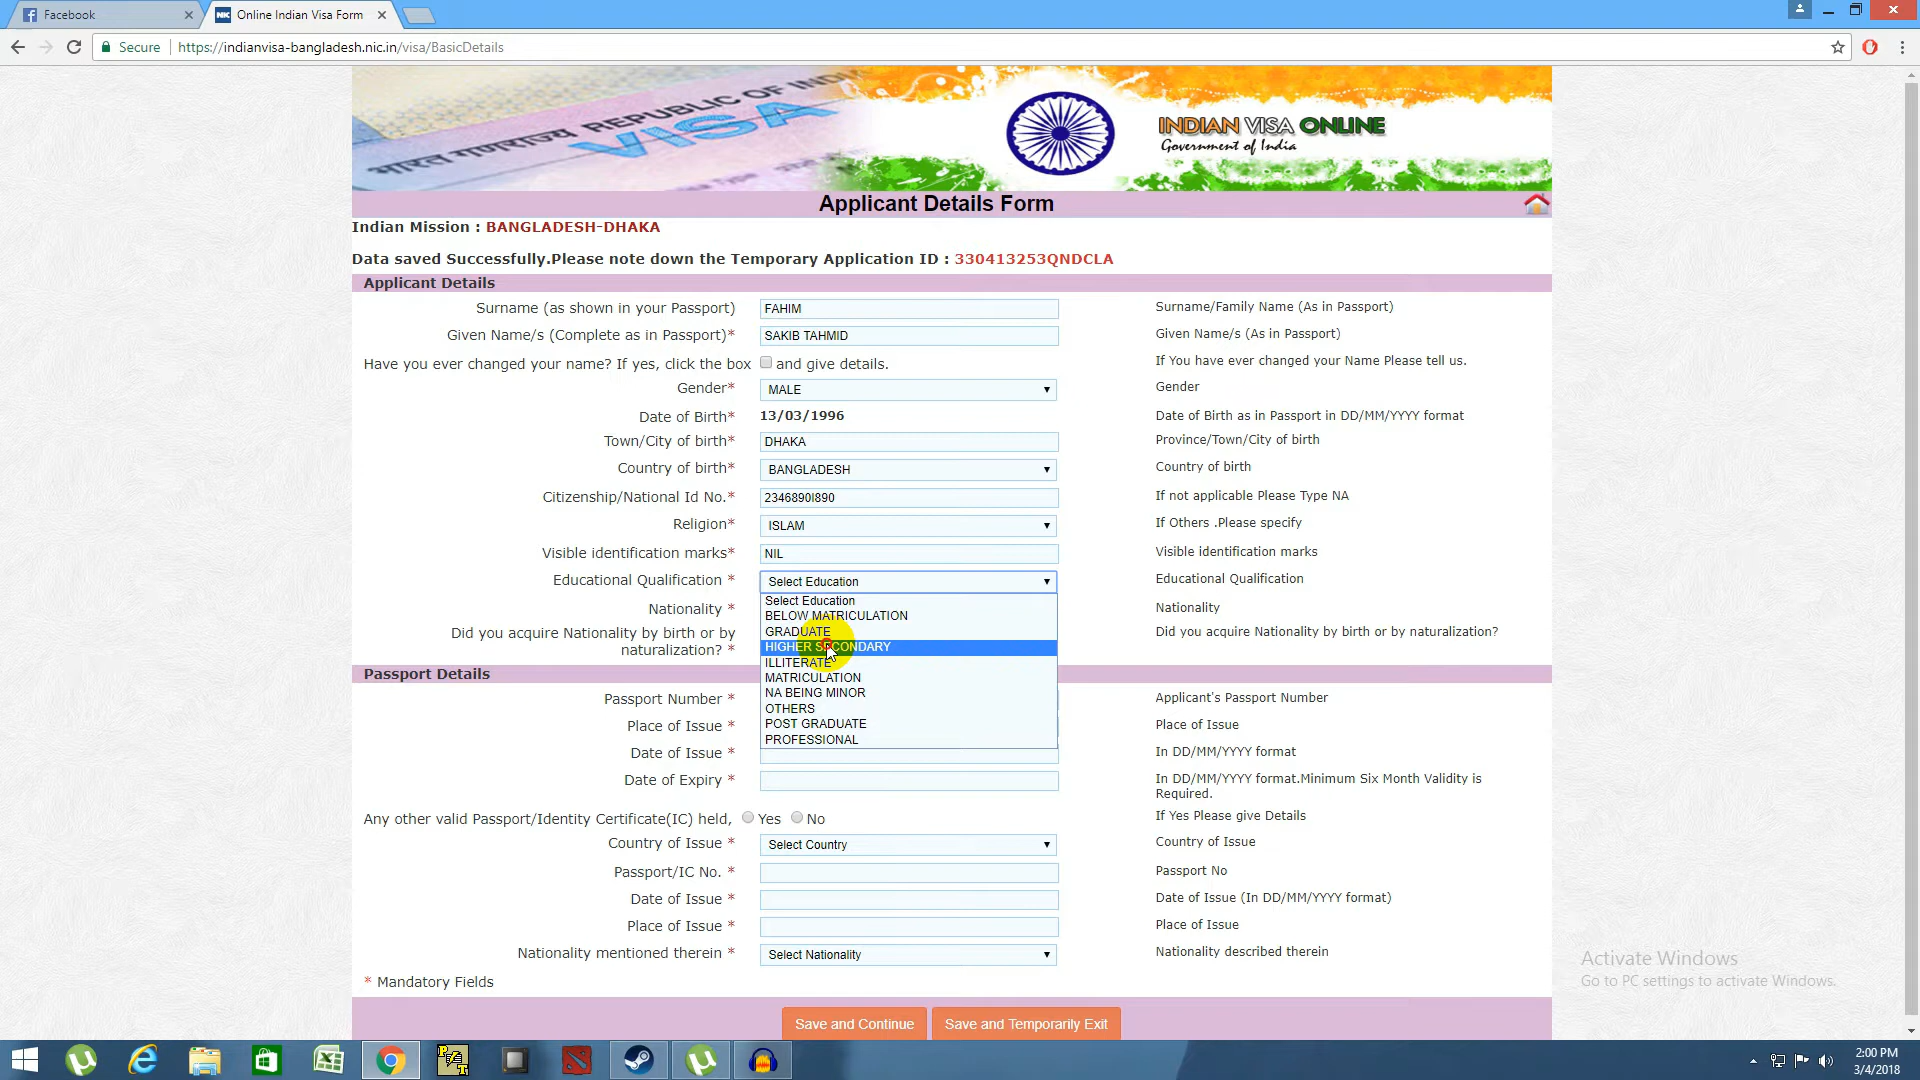 Facebook
Online Indian Visa Form
Secure
https://indianvisa-bangladesh.nic.in/visa/BasicDetails
REPUBLIC OF INDIA
भारत गणराज्य
VISA
INDIAN VISA ONLINE
Government of India
Applicant Details Form
Indian Mission : BANGLADESH-DHAKA
Data saved Successfully.Please note down the Temporary Application ID : 330413253QNDCLA
Applicant Details
Surname (as shown in your Passport) FAHIM Surname/Family Name (As in Passport)
Given Name/s (Complete as in Passport)* SAKIB TAHMID Given Name/s (As in Passport)
Have you ever changed your name? If yes, click the box and give details. If You have ever changed your Name Please tell us.
Gender* MALE Gender
Date of Birth* 13/03/1996 Date of Birth as in Passport in DD/MM/YYYY format
Town/City of birth* DHAKA Province/Town/City of birth
Country of birth* BANGLADESH Country of birth
Citizenship/National Id No.* 2346890I890 If not applicable Please Type NA
Religion* ISLAM If Others .Please specify
Visible identification marks* NIL Visible identification marks
Educational Qualification * Select Education Educational Qualification
Select Education
BELOW MATRICULATION
GRADUATE
HIGHER SECONDARY
ILLITERATE
MATRICULATION
NA BEING MINOR
OTHERS
POST GRADUATE
PROFESSIONAL
Nationality * Nationality
Did you acquire Nationality by birth or by naturalization? * Did you acquire Nationality by birth or by naturalization?
Passport Details
Passport Number * Applicant's Passport Number
Place of Issue * Place of Issue
Date of Issue * In DD/MM/YYYY format
Date of Expiry * In DD/MM/YYYY format.Minimum Six Month Validity is
Required.
Any other valid Passport/Identity Certificate(IC) held, Yes No If Yes Please give Details
Country of Issue * Select Country Country of Issue
Passport/IC No. * Passport No
Date of Issue * Date of Issue (In DD/MM/YYYY format)
Place of Issue * Place of Issue
Nationality mentioned therein * Select Nationality Nationality described therein
* Mandatory Fields
Save and Continue Save and Temporarily Exit
Activate Windows
Go to PC settings to activate Windows.
2:00 PM
3/4/2018